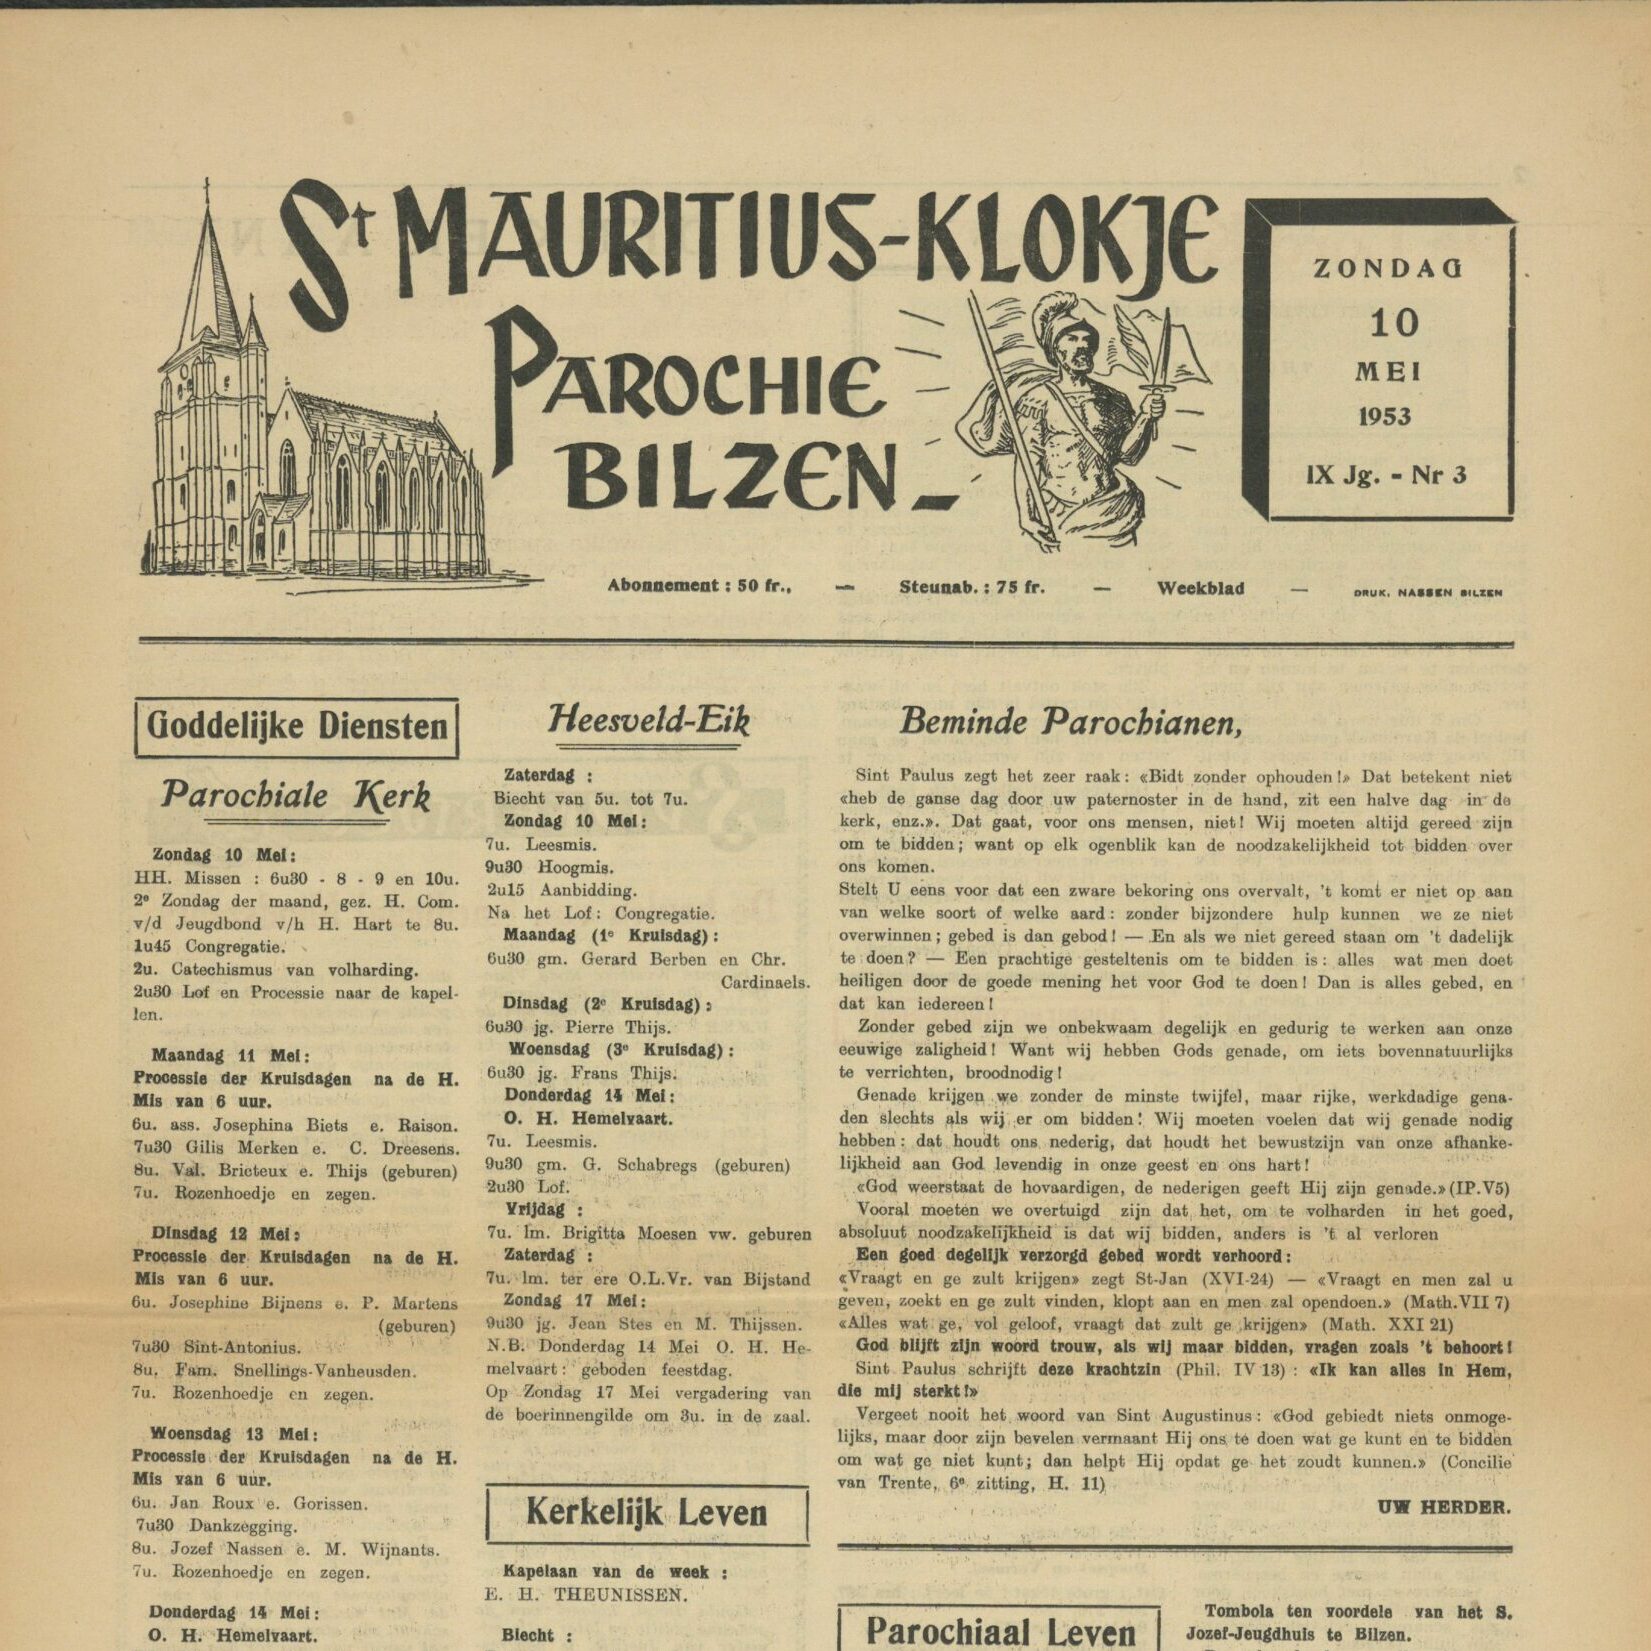 St MAURITIUS-KLOKJE
PAROCHIE
BILZEN
ZONDAG
10
MEI
1953
IX Jg. - Nr 3
Abonnement : 50 fr., — Steunab. : 75 fr. — Weekblad — DRUK. NASSEN BILZEN
Goddelijke Diensten
Parochiale Kerk
Zondag 10 Mei :
HH. Missen : 6u30 - 8 - 9 en 10u.
2e Zondag der maand, gez. H. Com.
v/d Jeugdbond v/h H. Hart te 8u.
1u45 Congregatie.
2u. Catechismus van volharding.
2u30 Lof en Processie naar de kapel-
len.
Maandag 11 Mei :
Processie der Kruisdagen na de H.
Mis van 6 uur.
6u. ass. Josephina Biets e. Raison.
7u30 Gilis Merken e. C. Dreesens.
8u. Val. Bricteux e. Thijs (geburen)
7u. Rozenhoedje en zegen.
Dinsdag 12 Mei :
Processie der Kruisdagen na de H.
Mis van 6 uur.
6u. Josephine Bijnens e. P. Martens
(geburen)
7u30 Sint-Antonius.
8u. Fam. Snellings-Vanheusden.
7u. Rozenhoedje en zegen.
Woensdag 13 Mei :
Processie der Kruisdagen na de H.
Mis van 6 uur.
6u. Jan Roux e. Gorissen.
7u30 Dankzegging.
8u. Jozef Nassen e. M. Wijnants.
7u. Rozenhoedje en zegen.
Donderdag 14 Mei :
O. H. Hemelvaart.
Heesveld-Eik
Zaterdag :
Biecht van 5u. tot 7u.
Zondag 10 Mei :
7u. Leesmis.
9u30 Hoogmis.
2u15 Aanbidding.
Na het Lof : Congregatie.
Maandag (1e Kruisdag) :
6u30 gm. Gerard Berben en Chr.
Cardinaels.
Dinsdag (2e Kruisdag) :
6u30 jg. Pierre Thijs.
Woensdag (3e Kruisdag) :
6u30 jg. Frans Thijs.
Donderdag 14 Mei :
O. H. Hemelvaart.
7u. Leesmis.
9u30 gm. G. Schabregs (geburen)
2u30 Lof.
Vrijdag :
7u. lm. Brigitta Moesen vw. geburen
Zaterdag :
7u. lm. ter ere O.L.Vr. van Bijstand
Zondag 17 Mei :
9u30 jg. Jean Stes en M. Thijssen.
N.B. Donderdag 14 Mei O. H. He-
melvaart : geboden feestdag.
Op Zondag 17 Mei vergadering van
de boerinnengilde om 3u. in de zaal.
Kerkelijk Leven
Kapelaan van de week :
E. H. THEUNISSEN.
Biecht :
Beminde Parochianen,
Sint Paulus zegt het zeer raak : «Bidt zonder ophouden !» Dat betekent niet
«heb de ganse dag door uw paternoster in de hand, zit een halve dag in de
kerk, enz.». Dat gaat, voor ons mensen, niet! Wij moeten altijd gereed zijn
om te bidden ; want op elk ogenblik kan de noodzakelijkheid tot bidden over
ons komen.
Stelt U eens voor dat een zware bekoring ons overvalt, 't komt er niet op aan
van welke soort of welke aard : zonder bijzondere hulp kunnen we ze niet
overwinnen ; gebed is dan gebod ! — En als we niet gereed staan om 't dadelijk
te doen ? — Een prachtige gesteltenis om te bidden is : alles wat men doet
heiligen door de goede mening het voor God te doen ! Dan is alles gebed, en
dat kan iedereen !
Zonder gebed zijn we onbekwaam degelijk en gedurig te werken aan onze
eeuwige zaligheid ! Want wij hebben Gods genade, om iets bovennatuurlijks
te verrichten, broodnodig !
Genade krijgen we zonder de minste twijfel, maar rijke, werkdadige gena-
den slechts als wij er om bidden ! Wij moeten voelen dat wij genade nodig
hebben : dat houdt ons nederig, dat houdt het bewustzijn van onze afhanke-
lijkheid aan God levendig in onze geest en ons hart !
«God weerstaat de hovaardigen, de nederigen geeft Hij zijn genade.» (IP.V5)
Vooral moeten we overtuigd zijn dat het, om te volharden in het goed,
absoluut noodzakelijkheid is dat wij bidden, anders is 't al verloren
Een goed degelijk verzorgd gebed wordt verhoord :
«Vraagt en ge zult krijgen» zegt St-Jan (XVI-24) — «Vraagt en men zal u
geven, zoekt en ge zult vinden, klopt aan en men zal opendoen.» (Math.VII 7)
«Alles wat ge, vol geloof, vraagt dat zult ge krijgen» (Math. XXI 21)
God blijft zijn woord trouw, als wij maar bidden, vragen zoals 't behoort !
Sint Paulus schrijft deze krachtzin (Phil. IV 13) : «Ik kan alles in Hem,
die mij sterkt !»
Vergeet nooit het woord van Sint Augustinus : «God gebiedt niets onmoge-
lijks, maar door zijn bevelen vermaant Hij ons te doen wat ge kunt en te bidden
om wat ge niet kunt ; dan helpt Hij opdat ge het zoudt kunnen.» (Concilie
van Trente, 6e zitting, H. 11)
UW HERDER.
Parochiaal Leven
Tombola ten voordele van het S.
Jozef-Jeugdhuis te Bilzen.